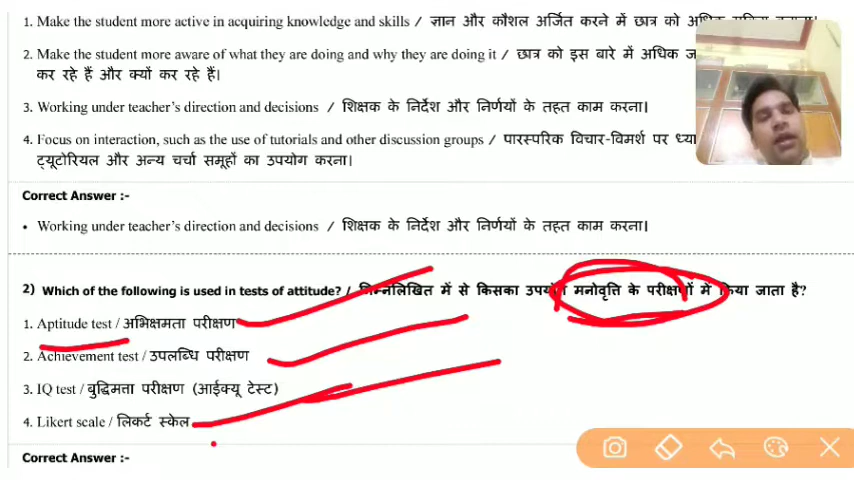 1. Make the student more active in acquiring knowledge and skills / ज्ञान और कौशल अर्जित करने में छात्र को
2. Make the student more aware of what they are doing and why they are doing it / छात्र को इस बारे में अधिक
कर रहे हैं और क्यों कर रहे हैं।
3. Working under teacher's direction and decisions / शिक्षक के निर्देश और निर्णयों के तहत काम करना।
4. Focus on interaction, such as the use of tutorials and other discussion groups / पारस्परिक विचार-विमर्श पर
ट्यूटोरियल और अन्य चर्चा समूहों का उपयोग करना।
Correct Answer :-
• Working under teacher's direction and decisions / शिक्षक के निर्देश और निर्णयों के तहत काम करना।
2) Which of the following is used in tests of attitude? / निम्नलिखित में से किसका उपयोग मनोवृत्ति के परीक्षणों में किया जाता है?
1. Aptitude test / अभिक्षमता परीक्षण
2. Achievement test / उपलब्धि परीक्षण
3. IQ test / बुद्धिमत्ता परीक्षण (आईक्यू टेस्ट)
4. Likert scale / लिकर्ट स्केल
Correct Answer :-